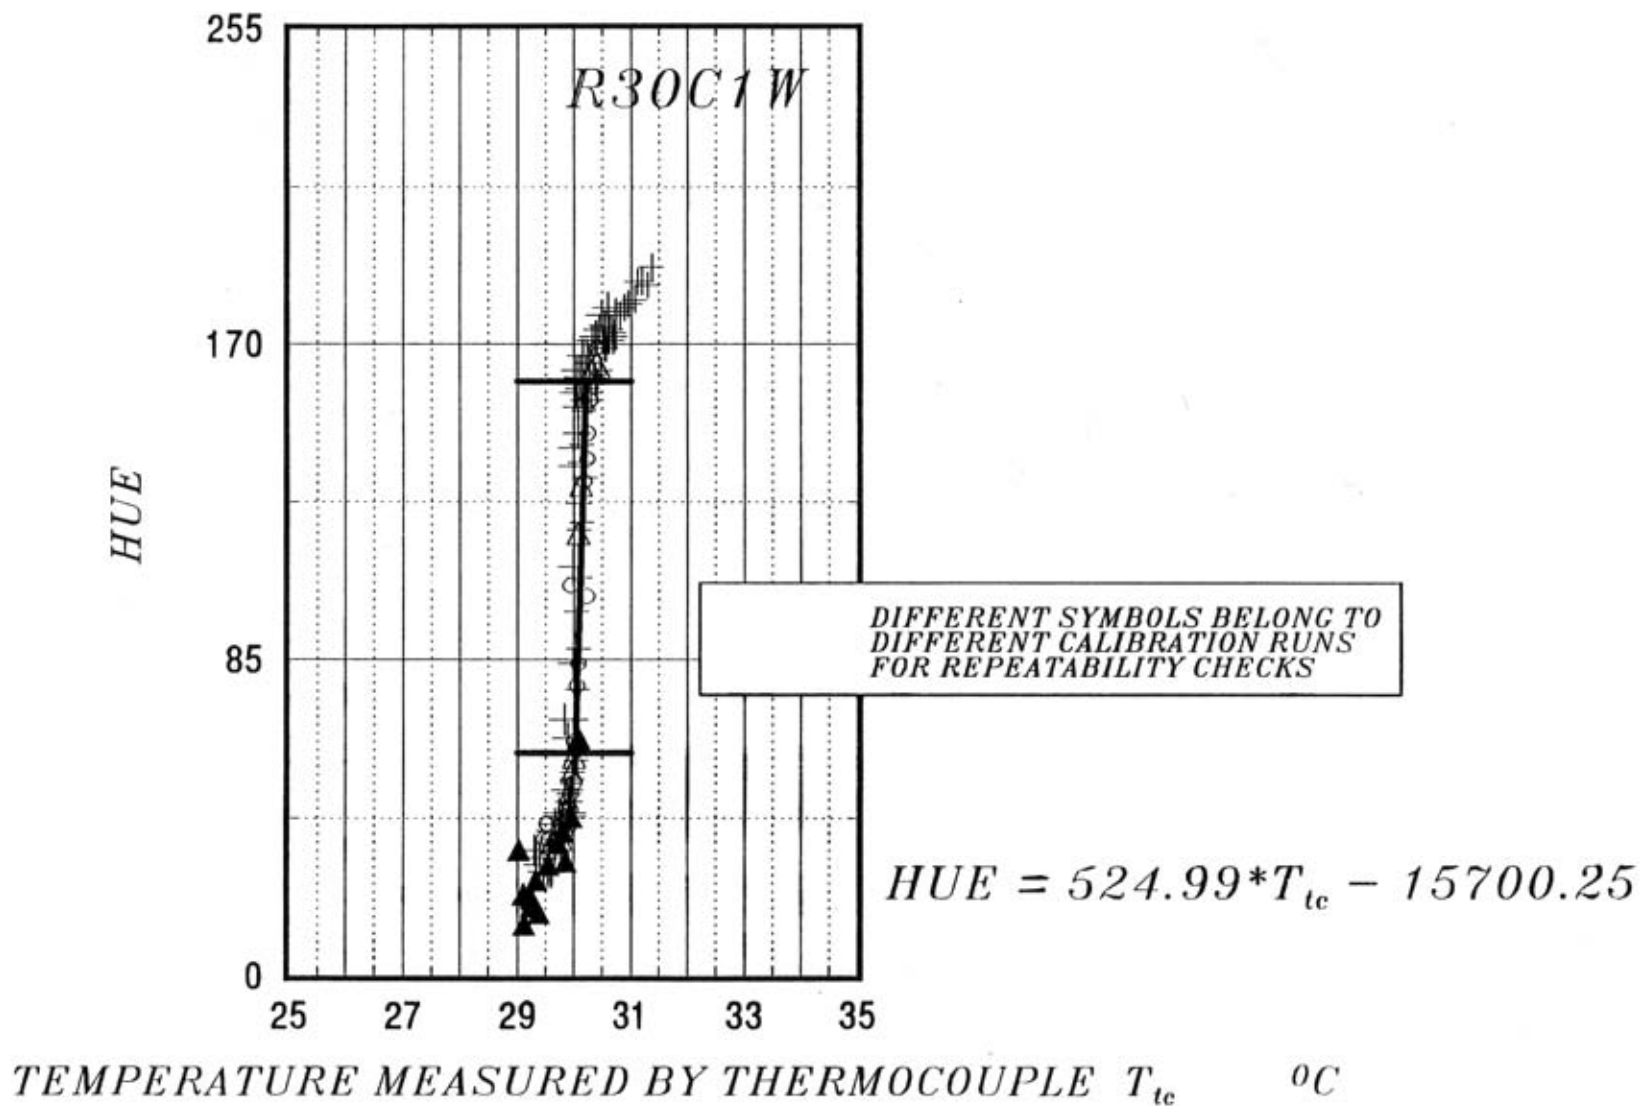 255
R30C1W
170
HUE
DIFFERENT SYMBOLS BELONG TO
DIFFERENT CALIBRATION RUNS
FOR REPEATABILITY CHECKS
85
HUE = 524.99*Ttc - 15700.25
0
25 27 29 31 33 35
TEMPERATURE MEASURED BY THERMOCOUPLE Ttc °C